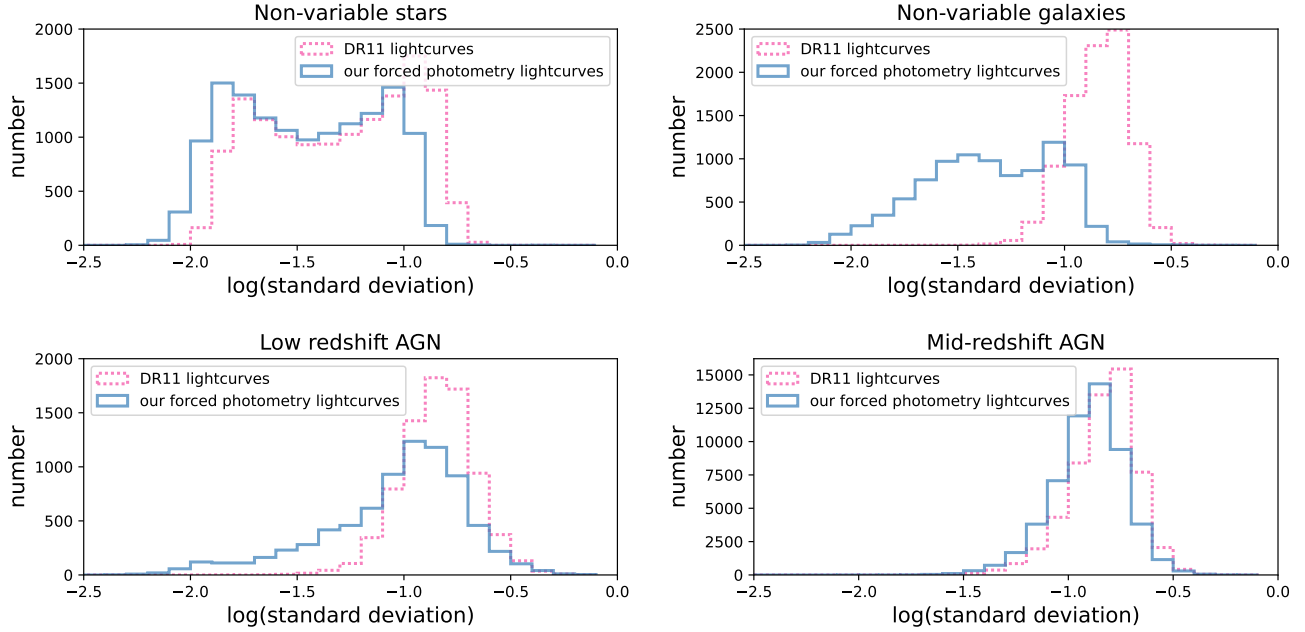 Non-variable stars
DR11 lightcurves
our forced photometry lightcurves
number
2000
1500
1000
500
0
−2.5 −2.0 −1.5 −1.0 −0.5 0.0
log(standard deviation)
Non-variable galaxies
DR11 lightcurves
our forced photometry lightcurves
number
2500
2000
1500
1000
500
0
−2.5 −2.0 −1.5 −1.0 −0.5 0.0
log(standard deviation)
Low redshift AGN
DR11 lightcurves
our forced photometry lightcurves
number
2000
1500
1000
500
0
−2.5 −2.0 −1.5 −1.0 −0.5 0.0
log(standard deviation)
Mid-redshift AGN
DR11 lightcurves
our forced photometry lightcurves
number
15000
12500
10000
7500
5000
2500
0
−2.5 −2.0 −1.5 −1.0 −0.5 0.0
log(standard deviation)